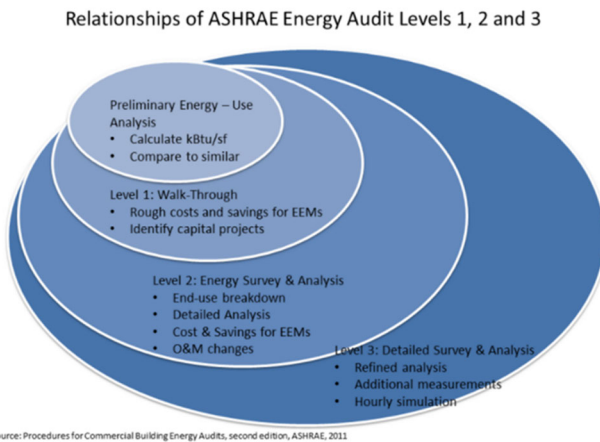 Relationships of ASHRAE Energy Audit Levels 1, 2 and 3
Preliminary Energy – Use
Analysis
• Calculate kBtu/sf
• Compare to similar
Level 1: Walk-Through
• Rough costs and savings for EEMs
• Identify capital projects
Level 2: Energy Survey & Analysis
• End-use breakdown
• Detailed Analysis
• Cost & Savings for EEMs
• O&M changes
Level 3: Detailed Survey & Analysis
• Refined analysis
• Additional measurements
• Hourly simulation
ource: Procedures for Commercial Building Energy Audits, second edition, ASHRAE, 2011